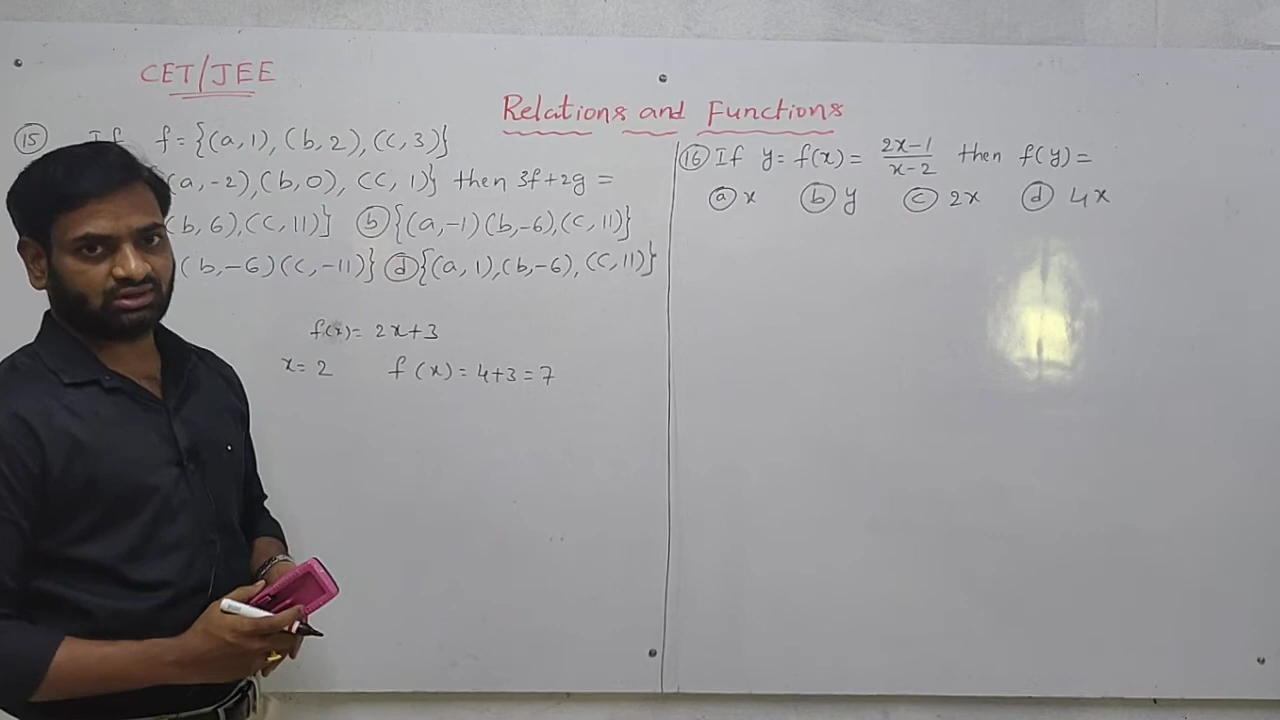 CET/JEE
Relations and Functions
15 If f = {(a, 1), (b, 2), (c, 3)}
(a, -2), (b, 0), (c, 1)} then 3f+2g =
(b, 6), (c, 11)} b {(a, -1) (b, -6), (c, 11)}
(b, -6) (c, -11)} d {(a, 1), (b, -6), (c, 11)}
f(x) = 2x+3
x = 2 f(x) = 4+3 = 7
16 If y = f(x) = 2x-1/x-2 then f(y) =
a x b y c 2x d 4x